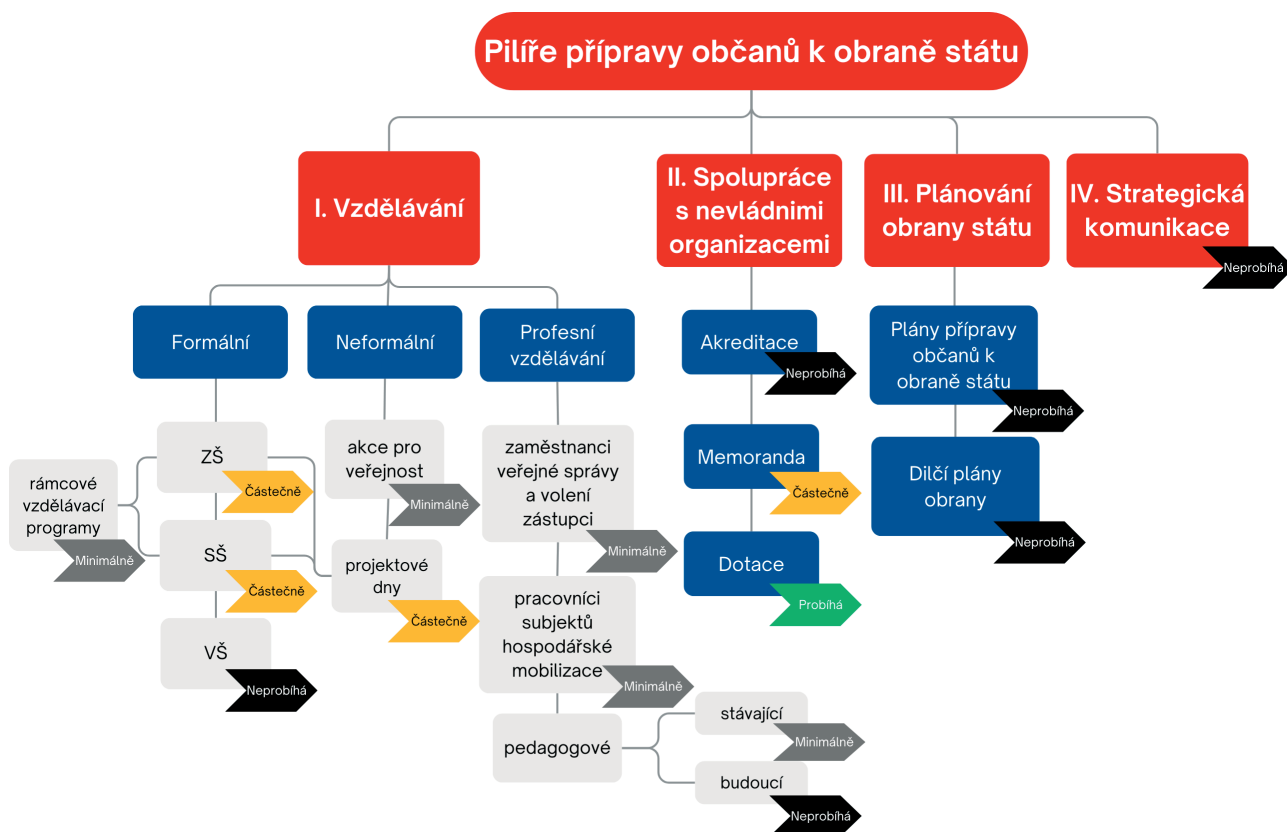 Pilíře přípravy občanů k obraně státu
I. Vzdělávání
II. Spolupráce
s nevládními
organizacemi
III. Plánování
obrany státu
IV. Strategická
komunikace
Neprobíhá
Formální
Neformální
Profesní
vzdělávání
Akreditace
Neprobíhá
Plány přípravy
občanů k
obraně státu
Neprobíhá
ZŠ
Částečně
akce pro
veřejnost
Minimálně
zaměstnanci
veřejné správy
a volení
zástupci
Minimálně
Memoranda
Částečně
Dilčí plány
obrany
Neprobíhá
rámcové
vzdělávací
programy
Minimálně
SŠ
Částečně
projektové
dny
Částečně
Dotace
Probíhá
pracovníci
subjektů
hospodářské
mobilizace
Minimálně
VŠ
Neprobíhá
pedagogové
stávající
Minimálně
budoucí
Neprobíhá